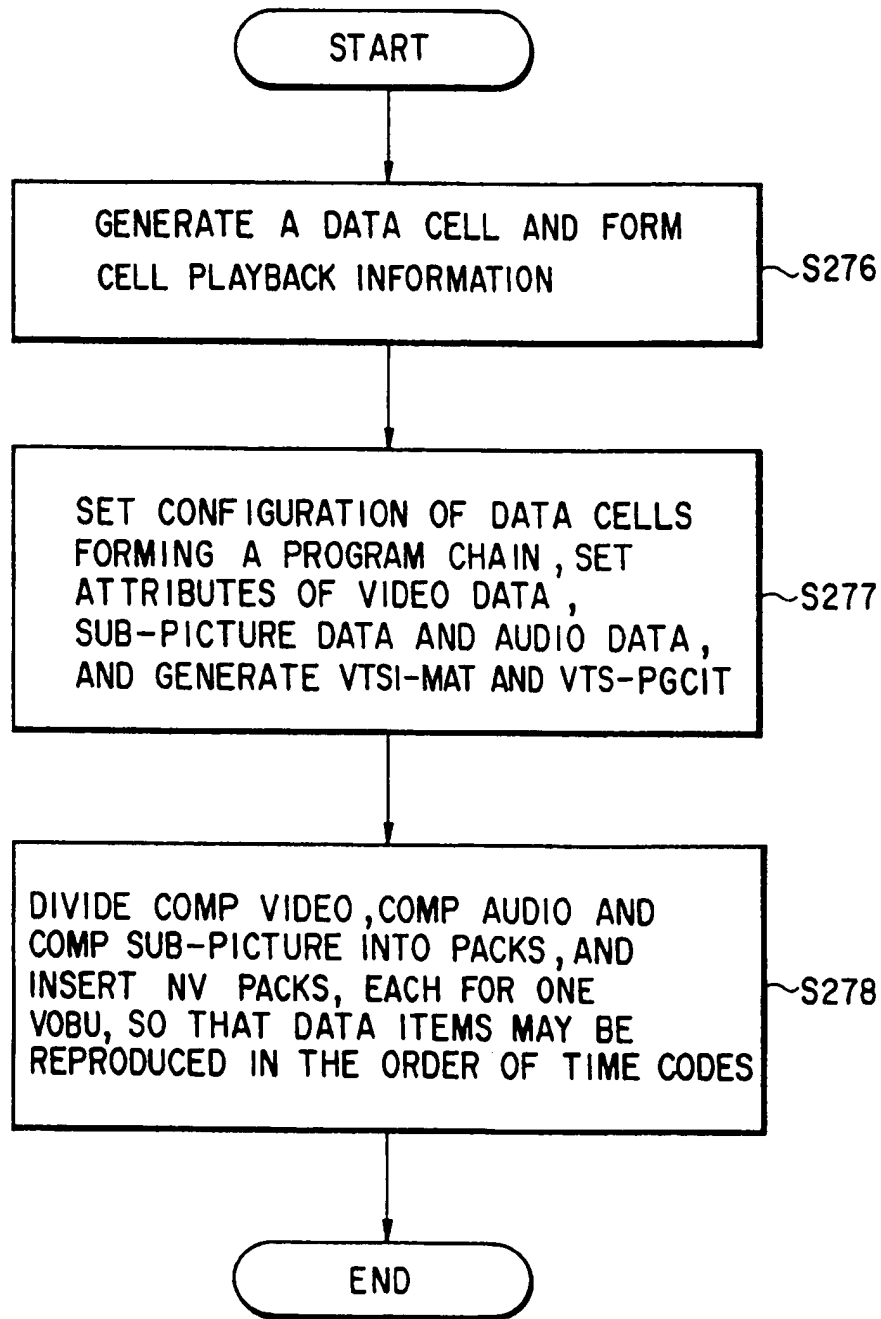 START
GENERATE A DATA CELL AND FORM
CELL PLAYBACK INFORMATION
S276
SET CONFIGURATION OF DATA CELLS
FORMING A PROGRAM CHAIN, SET
ATTRIBUTES OF VIDEO DATA,
SUB-PICTURE DATA AND AUDIO DATA,
AND GENERATE VTSI-MAT AND VTS-PGCIT
S277
DIVIDE COMP VIDEO, COMP AUDIO AND
COMP SUB-PICTURE INTO PACKS, AND
INSERT NV PACKS, EACH FOR ONE
VOBU, SO THAT DATA ITEMS MAY BE
REPRODUCED IN THE ORDER OF TIME CODES
S278
END